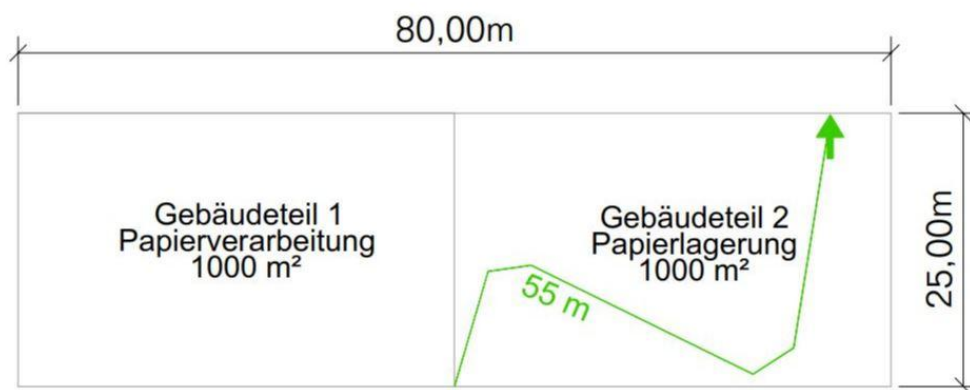 80,00m
Gebäudeteil 1
Papierverarbeitung
1000 m²
Gebäudeteil 2
Papierlagerung
1000 m²
55 m
25,00m